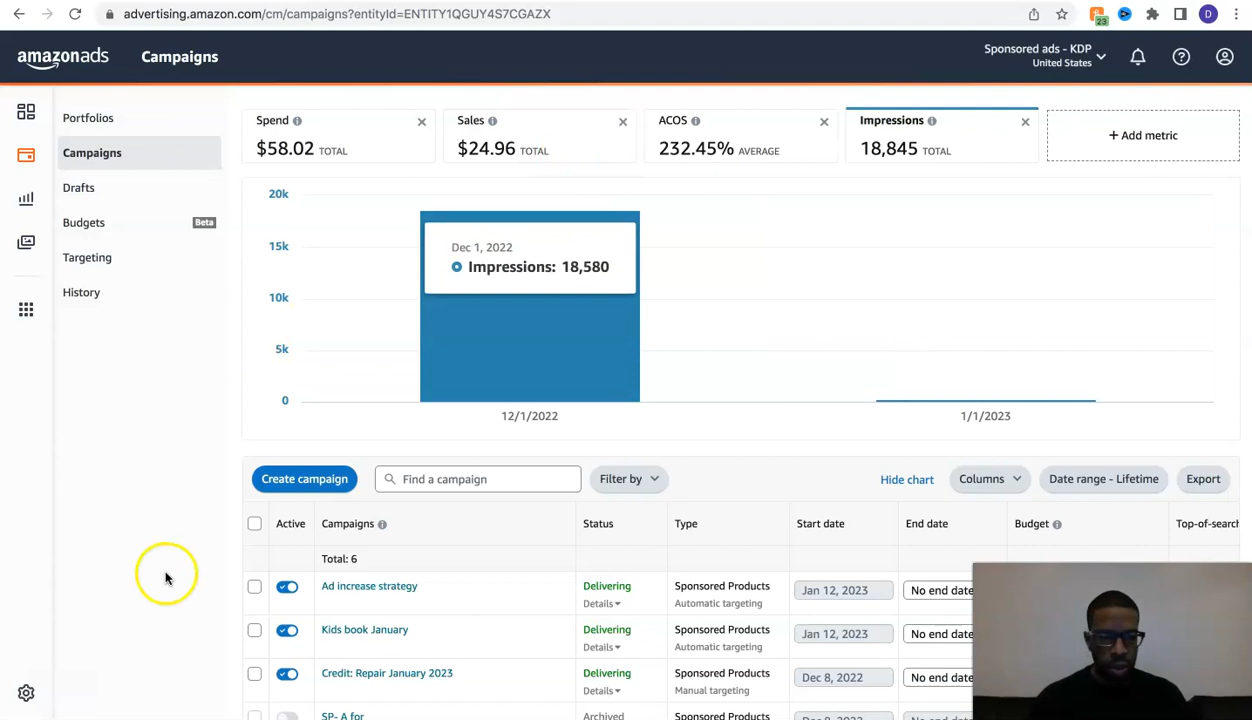 advertising.amazon.com/cm/campaigns?entityId=ENTITY1QGUY4S7CGAZX
23
D
amazonads
Campaigns
Sponsored ads - KDP
United States
Portfolios
Campaigns
Drafts
Budgets Beta
Targeting
History
Spend
$58.02 TOTAL
Sales
$24.96 TOTAL
ACOS
232.45% AVERAGE
Impressions
18,845 TOTAL
+ Add metric
20k
15k
10k
5k
0
Dec 1, 2022
Impressions: 18,580
12/1/2022
1/1/2023
Create campaign
Find a campaign
Filter by
Hide chart
Columns
Date range - Lifetime
Export
Active Campaigns Status Type Start date End date Budget Top-of-search
Total: 6
Ad increase strategy Delivering Sponsored Products Jan 12, 2023 No end date
Details Automatic targeting
Kids book January Delivering Sponsored Products Jan 12, 2023 No end date
Details Automatic targeting
Credit: Repair January 2023 Delivering Sponsored Products Dec 8, 2022 No end date
Details Manual targeting
SP- A for Archived Sponsored Products